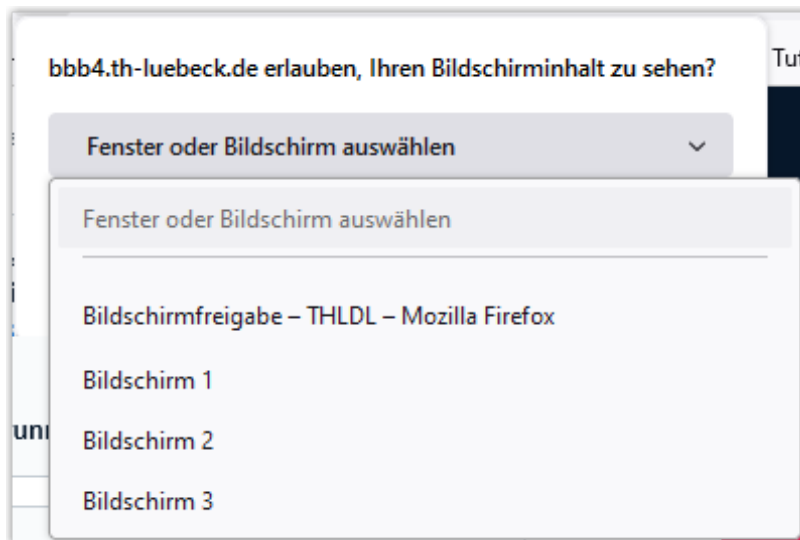 bbb4.th-luebeck.de erlauben, Ihren Bildschirminhalt zu sehen?
Fenster oder Bildschirm auswählen
Fenster oder Bildschirm auswählen
Bildschirmfreigabe – THLDL – Mozilla Firefox
Bildschirm 1
Bildschirm 2
Bildschirm 3